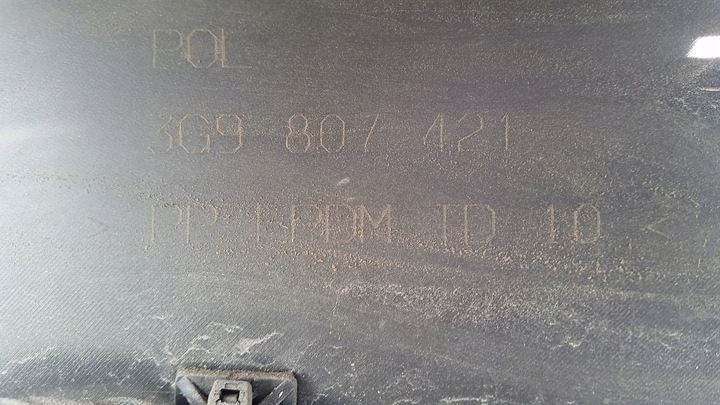 POL
3G9 807 421
> PP EPDM TD 10 <